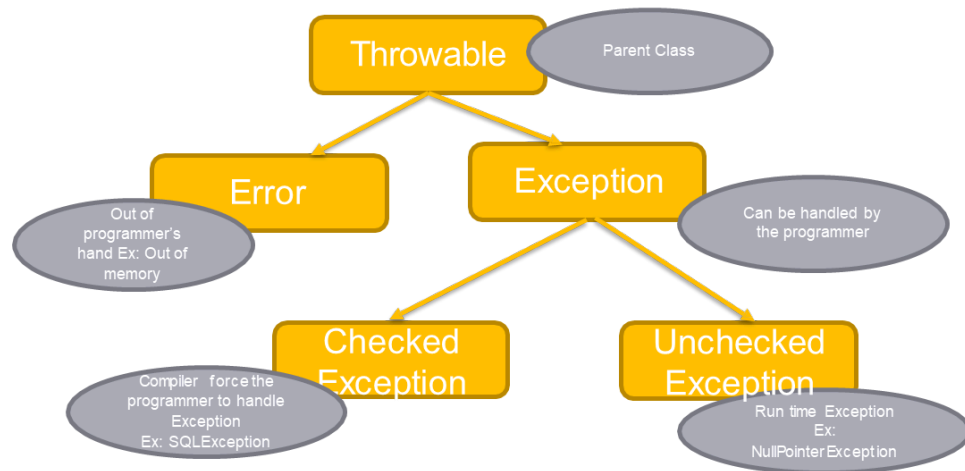 Throwable
Parent Class
Error
Exception
Out of
programmer's
hand Ex: Out of
memory
Can be handled by
the programmer
Checked
Exception
Unchecked
Exception
Compiler force the
programmer to handle
Exception
Ex: SQLException
Run time Exception
Ex:
NullPointerException